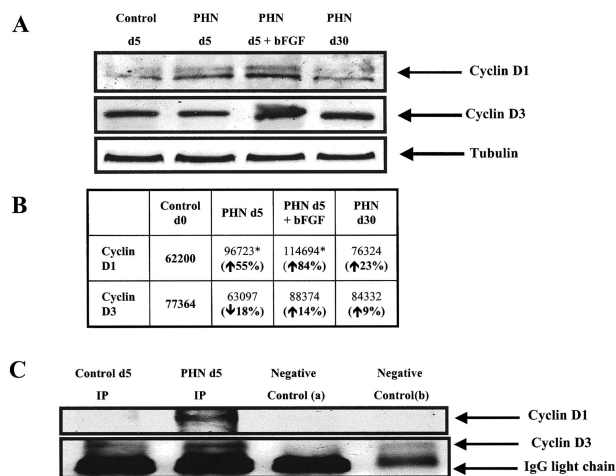 A
Control PHN PHN PHN
d5 d5 d5 + bFGF d30
Cyclin D1
Cyclin D3
Tubulin
B
Control d0 PHN d5 PHN d5 + bFGF PHN d30
Cyclin D1 62200 96723* (↑55%) 114694* (↑84%) 76324 (↑23%)
Cyclin D3 77364 63097 (↓18%) 88374 (↑14%) 84332 (↑9%)
C
Control d5 PHN d5 Negative Negative
IP IP Control (a) Control(b)
Cyclin D1
Cyclin D3
IgG light chain